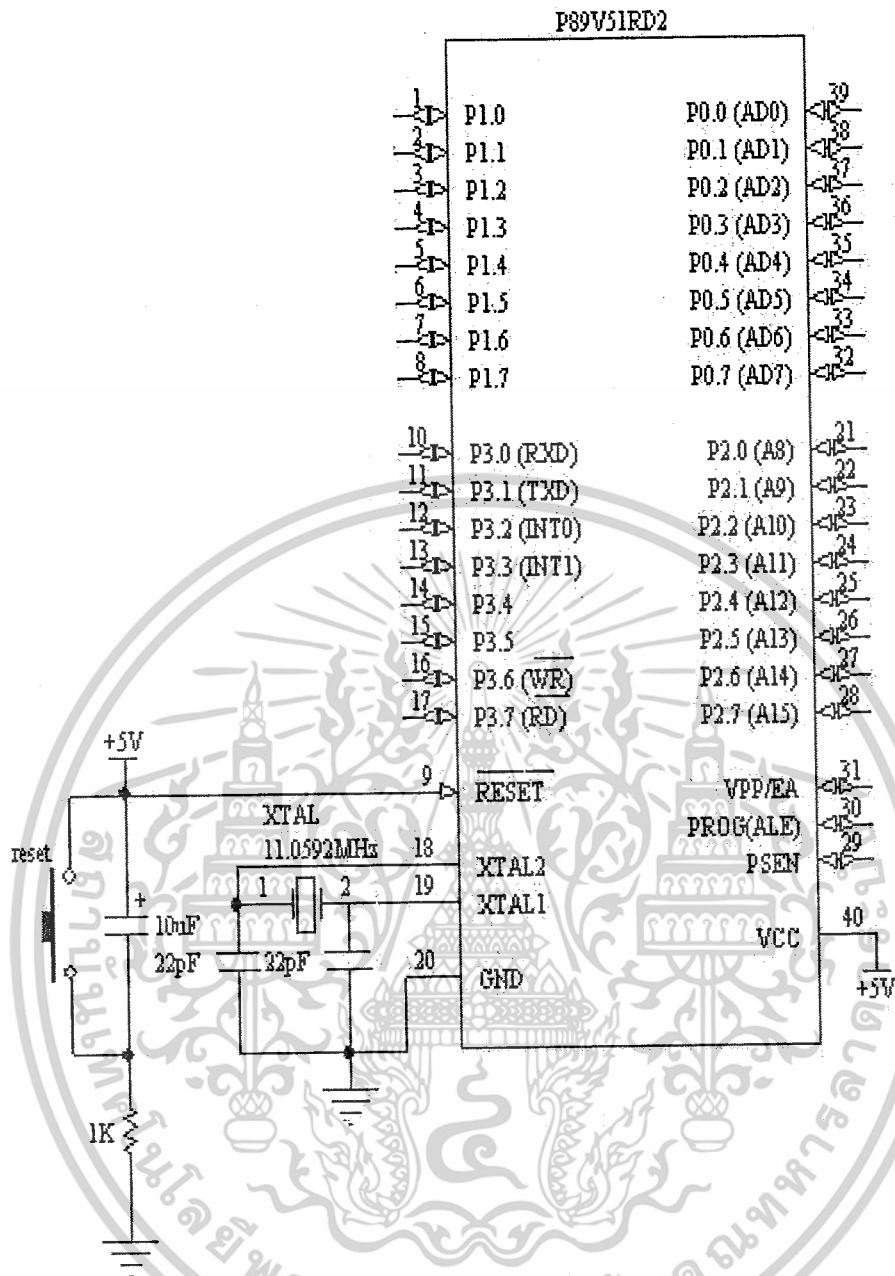 P89V51RD2
1 P1.0
2 P1.1
3 P1.2
4 P1.3
5 P1.4
6 P1.5
7 P1.6
8 P1.7
10 P3.0 (RXD)
11 P3.1 (TXD)
12 P3.2 (INT0)
13 P3.3 (INT1)
14 P3.4
15 P3.5
16 P3.6 (WR)
17 P3.7 (RD)
9 RESET
18 XTAL2
19 XTAL1
20 GND
P0.0 (AD0) 39
P0.1 (AD1) 38
P0.2 (AD2) 37
P0.3 (AD3) 36
P0.4 (AD4) 35
P0.5 (AD5) 34
P0.6 (AD6) 33
P0.7 (AD7) 32
P2.0 (A8) 21
P2.1 (A9) 22
P2.2 (A10) 23
P2.3 (A11) 24
P2.4 (A12) 25
P2.5 (A13) 26
P2.6 (A14) 27
P2.7 (A15) 28
VPP/EA 31
PROG(ALE) 30
PSEN 29
VCC 40
+5V
+5V
reset
+
10uF
XTAL
11.0592MHz
1 2
22pF
22pF
1K